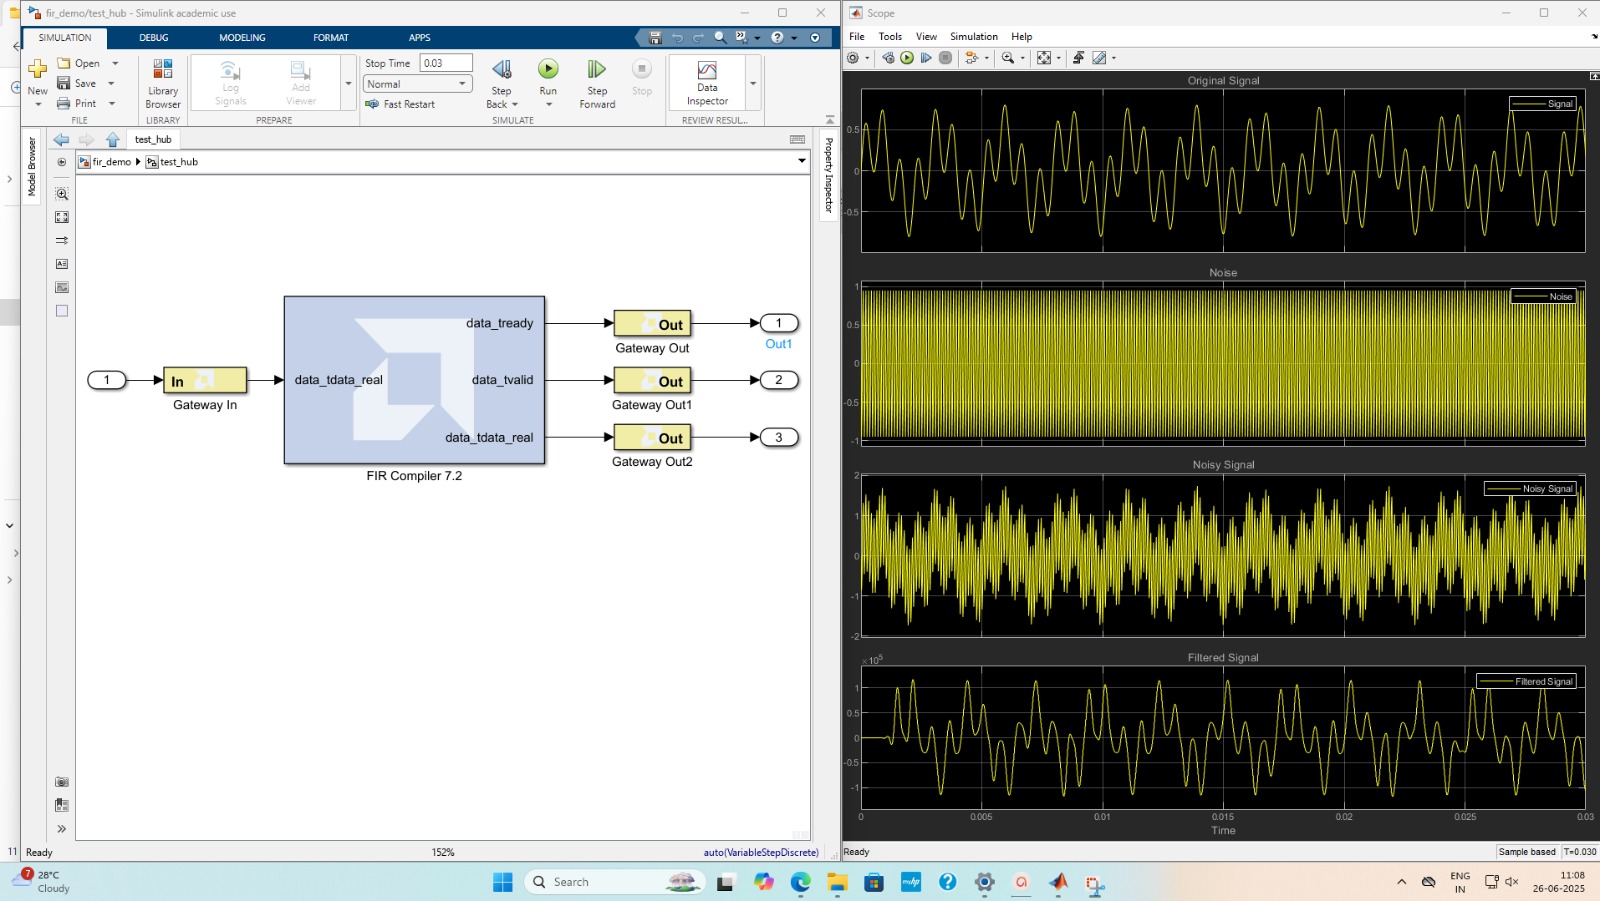 fir_demo/test_hub - Simulink academic use
SIMULATION DEBUG MODELING FORMAT APPS
New
Open
Save
Print
FILE
Library
Browser
LIBRARY
Log
Signals
Add
Viewer
PREPARE
Stop Time 0.03
Normal
Fast Restart
Step
Back
Run
Step
Forward
Stop
SIMULATE
Data
Inspector
REVIEW RESUL...
test_hub
fir_demo test_hub
Model Browser
Property Inspector
1
In
Gateway In
data_tdata_real
data_tready
data_tvalid
data_tdata_real
FIR Compiler 7.2
Out
Gateway Out
1
Out1
Out
Gateway Out1
2
Out
Gateway Out2
3
11 Ready 152% auto(VariableStepDiscrete)
Scope
File Tools View Simulation Help
Original Signal
Signal
0.5
0
-0.5
Noise
Noise
1
0.5
0
-0.5
-1
Noisy Signal
Noisy Signal
2
1
0
-1
-2
Filtered Signal
×10⁵
Filtered Signal
1
0.5
0
-0.5
-1
0 0.005 0.01 0.015 0.02 0.025 0.03
Time
Ready Sample based T=0.030
7
28°C
Cloudy
Search
myhp
ENG
IN
11:08
26-06-2025